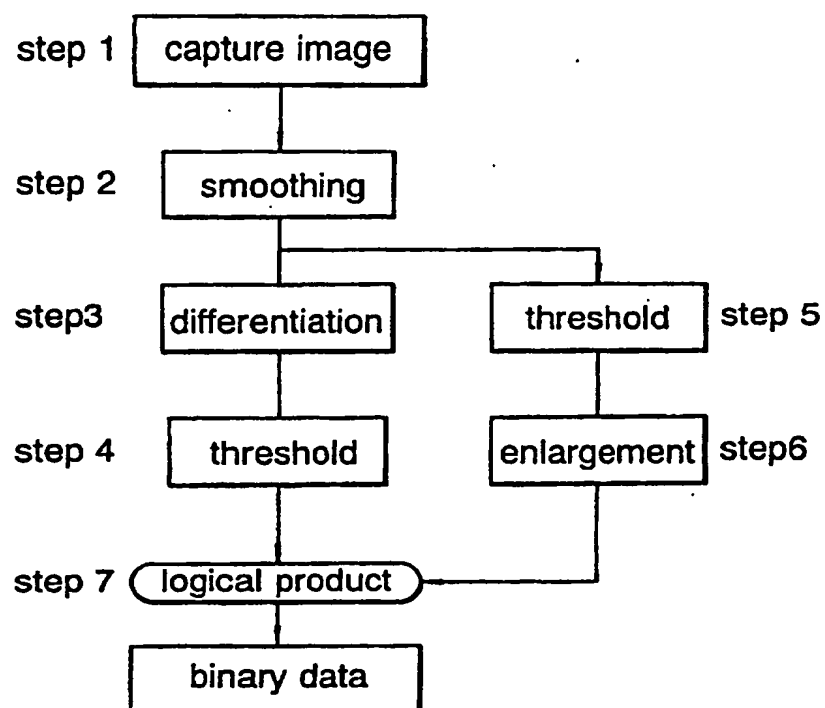 step 1 capture image
step 2 smoothing
step3 differentiation threshold step 5
step 4 threshold enlargement step6
step 7 logical product
binary data